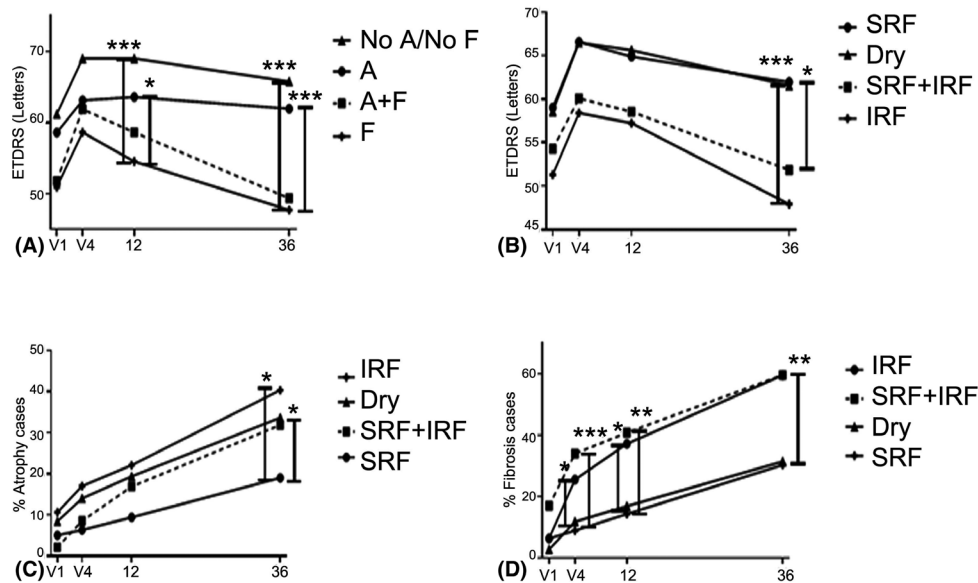 ETDRS (Letters)
70
60
50
V1 V4 12 36
*** * *** ***
No A/No F
A
A+F
F
(A)
ETDRS (Letters)
70
65
60
55
50
45
V1 V4 12 36
*** *
SRF
Dry
SRF+IRF
IRF
(B)
% Atrophy cases
50
40
30
20
10
0
V1 V4 12 36
* *
IRF
Dry
SRF+IRF
SRF
(C)
% Fibrosis cases
60
40
20
0
V1 V4 12 36
* *** * ** **
IRF
SRF+IRF
Dry
SRF
(D)